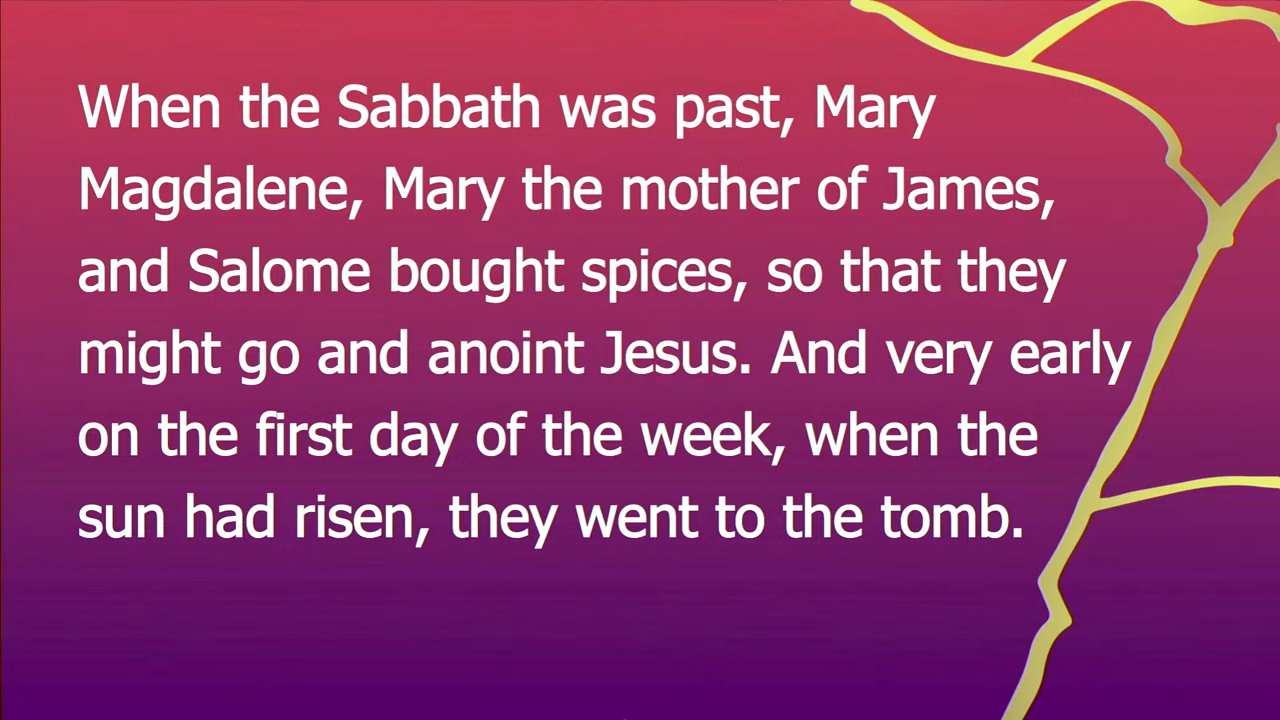 When the Sabbath was past, Mary
Magdalene, Mary the mother of James,
and Salome bought spices, so that they
might go and anoint Jesus. And very early
on the first day of the week, when the
sun had risen, they went to the tomb.